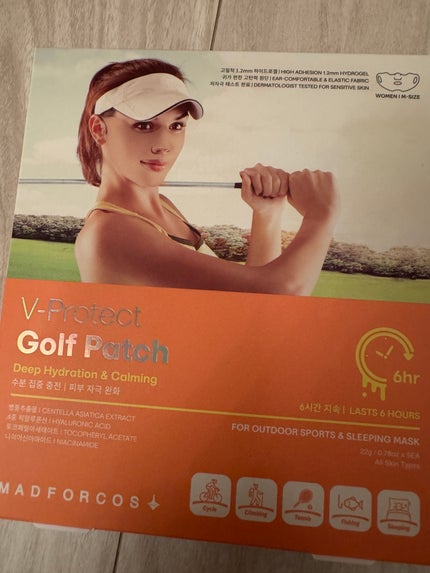 고밀착 1.2mm 하이드로겔 | HIGH ADHESION 1.2mm HYDROGEL
귀가 편한 고탄력 원단 | EAR-COMFORTABLE & ELASTIC FABRIC
저자극 테스트 완료 | DERMATOLOGIST TESTED FOR SENSITIVE SKIN
WOMEN | M-SIZE
V-Protect
Golf Patch
Deep Hydration & Calming
수분 집중 충전 | 피부 자극 완화
병풀추출물 | CENTELLA ASIATICA EXTRACT
4중 히알루론산 | HYALURONIC ACID
토코페릴아세테이트 | TOCOPHERYL ACETATE
나이아신아마이드 | NIACINAMIDE
6hr
6시간 지속 | LASTS 6 HOURS
FOR OUTDOOR SPORTS & SLEEPING MASK
22g / 0.78oz x 5EA
All Skin Types
MADFORCOS
Cycle
Climbing
Tennis
Fishing
Sleeping